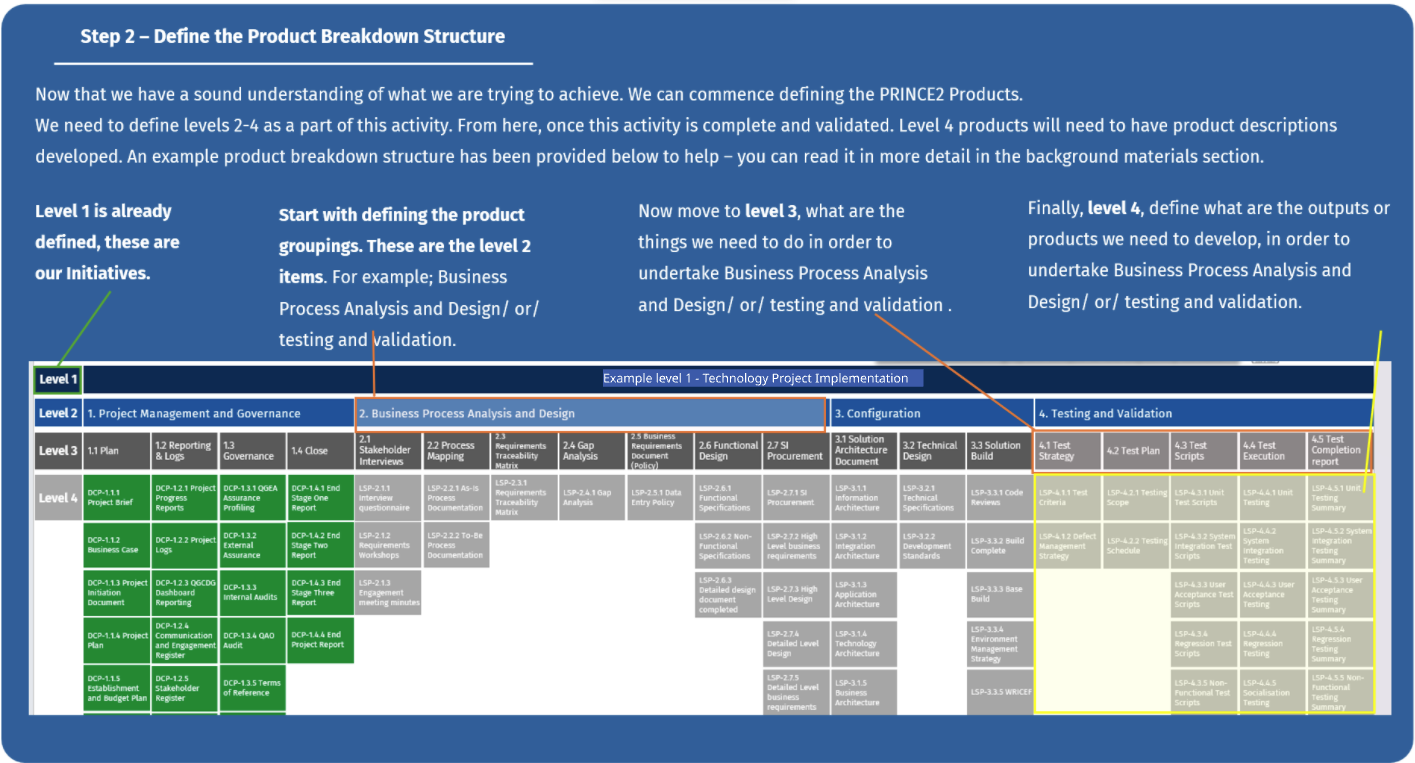 Step 2 – Define the Product Breakdown Structure
Now that we have a sound understanding of what we are trying to achieve. We can commence defining the PRINCE2 Products.
We need to define levels 2-4 as a part of this activity. From here, once this activity is complete and validated. Level 4 products will need to have product descriptions
developed. An example product breakdown structure has been provided below to help – you can read it in more detail in the background materials section.
Level 1 is already
defined, these are
our Initiatives.
Start with defining the product
groupings. These are the level 2
items. For example; Business
Process Analysis and Design/ or/
testing and validation.
Now move to level 3, what are the
things we need to do in order to
undertake Business Process Analysis
and Design/ or/ testing and validation .
Finally, level 4, define what are the outputs or
products we need to develop, in order to
undertake Business Process Analysis and
Design/ or/ testing and validation.
Level 1
Example level 1 - Technology Project Implementation
Level 2
1. Project Management and Governance
2. Business Process Analysis and Design
3. Configuration
4. Testing and Validation
Level 3
1.1 Plan
1.2 Reporting
& Logs
1.3
Governance
1.4 Close
2.1
Stakeholder
Interviews
2.2 Process
Mapping
2.3
Requirements
Traceability
Matrix
2.4 Gap
Analysis
2.5 Business
Requirements
Document
(Policy)
2.6 Functional
Design
2.7 SI
Procurement
3.1 Solution
Architecture
Document
3.2 Technical
Design
3.3 Solution
Build
4.1 Test
Strategy
4.2 Test Plan
4.3 Test
Scripts
4.4 Test
Execution
4.5 Test
Completion
report
Level 4
DCP-1.1.1
Project Brief
DCP-1.2.1 Project
Progress
Reports
DCP-1.3.1 QGEA
Assurance
Profiling
DCP-1.4.1 End
Stage One
Report
LSP-2.1.1
Interview
questionnaire
LSP-2.2.1 As-Is
Process
Documentation
LSP-2.3.1
Requirements
Traceability
Matrix
LSP-2.4.1 Gap
Analysis
LSP-2.5.1 Data
Entry Policy
LSP-2.6.1
Functional
Specifications
LSP-2.7.1 SI
Procurement
LSP-3.1.1
Information
Architecture
LSP-3.2.1
Technical
Specifications
LSP-3.3.1 Code
Reviews
LSP-4.1.1 Test
Criteria
LSP-4.2.1 Testing
Scope
LSP-4.3.1 Unit
Test Scripts
LSP-4.4.1 Unit
Testing
LSP-4.5.1 Unit
Testing
Summary
DCP-1.1.2
Business Case
DCP-1.2.2 Project
Logs
DCP-1.3.2
External
Assurance
DCP-1.4.2 End
Stage Two
Report
LSP-2.1.2
Requirements
Workshops
LSP-2.2.2 To-Be
Process
Documentation
LSP-2.6.2 Non-
Functional
Specifications
LSP-2.7.2 High
Level business
requirements
LSP-3.1.2
Integration
Architecture
LSP-3.2.2
Development
Standards
LSP-3.3.2 Build
Complete
LSP-4.1.2 Defect
Management
Strategy
LSP-4.2.2 Testing
Schedule
LSP-4.3.2 System
Integration Test
Scripts
LSP-4.4.2
System
Integration
Testing
LSP-4.5.2 System
Integration
Testing
Summary
DCP-1.1.3 Project
Initiation
Document
DCP-1.2.3 QGCDG
Dashboard
Reporting
DCP-1.3.3
Internal Audits
DCP-1.4.3 End
Stage Three
Report
LSP-2.1.3
Engagement
meeting minutes
LSP-2.6.3
Detailed design
document
completed
LSP-2.7.3 High
Level Design
LSP-3.1.3
Application
Architecture
LSP-3.3.3 Base
Build
LSP-4.3.3 User
Acceptance Test
Scripts
LSP-4.4.3 User
Acceptance
Testing
LSP-4.5.3 User
Acceptance
Testing
Summary
DCP-1.1.4 Project
Plan
DCP-1.2.4
Communication
and Engagement
Register
DCP-1.3.4 QAO
Audit
DCP-1.4.4 End
Project Report
LSP-2.7.4
Detailed Level
Design
LSP-3.1.4
Technology
Architecture
LSP-3.3.4
Environment
Management
Strategy
LSP-4.3.4
Regression Test
Scripts
LSP-4.4.4
Regression
Testing
LSP-4.5.4
Regression
Testing
Summary
DCP-1.1.5
Establishment
and Budget Plan
DCP-1.2.5
Stakeholder
Register
DCP-1.3.5 Terms
of Reference
LSP-2.7.5
Detailed Level
business
requirements
LSP-3.1.5
Business
Architecture
LSP-3.3.5 WRICEF
LSP-4.3.5 Non-
Functional Test
Scripts
LSP-4.4.5
Socialisation
Testing
LSP-4.5.5 Non-
Functional
Testing
Summary